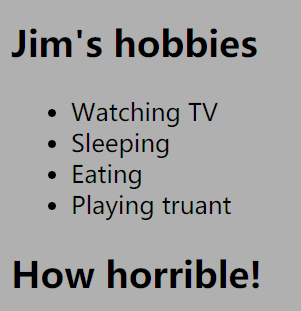 Jim's hobbies
• Watching TV
• Sleeping
• Eating
• Playing truant
How horrible!